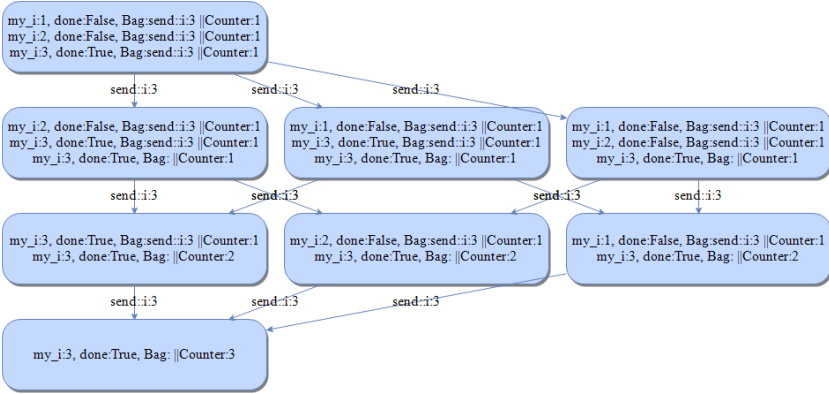 my_i:1, done:False, Bag:send::i:3 ||Counter:1
my_i:2, done:False, Bag:send::i:3 ||Counter:1
my_i:3, done:True, Bag:send::i:3 ||Counter:1
send::i:3
send::i:3
send::i:3
my_i:2, done:False, Bag:send::i:3 ||Counter:1
my_i:3, done:True, Bag:send::i:3 ||Counter:1
my_i:3, done:True, Bag: ||Counter:1
my_i:1, done:False, Bag:send::i:3 ||Counter:1
my_i:3, done:True, Bag:send::i:3 ||Counter:1
my_i:3, done:True, Bag: ||Counter:1
my_i:1, done:False, Bag:send::i:3 ||Counter:1
my_i:2, done:False, Bag:send::i:3 ||Counter:1
my_i:3, done:True, Bag: ||Counter:1
send::i:3
send::i:3
send::i:3
send::i:3
my_i:3, done:True, Bag:send::i:3 ||Counter:1
my_i:3, done:True, Bag: ||Counter:2
my_i:2, done:False, Bag:send::i:3 ||Counter:1
my_i:3, done:True, Bag: ||Counter:2
my_i:1, done:False, Bag:send::i:3 ||Counter:1
my_i:3, done:True, Bag: ||Counter:2
send::i:3
send::i:3
send::i:3
my_i:3, done:True, Bag: ||Counter:3